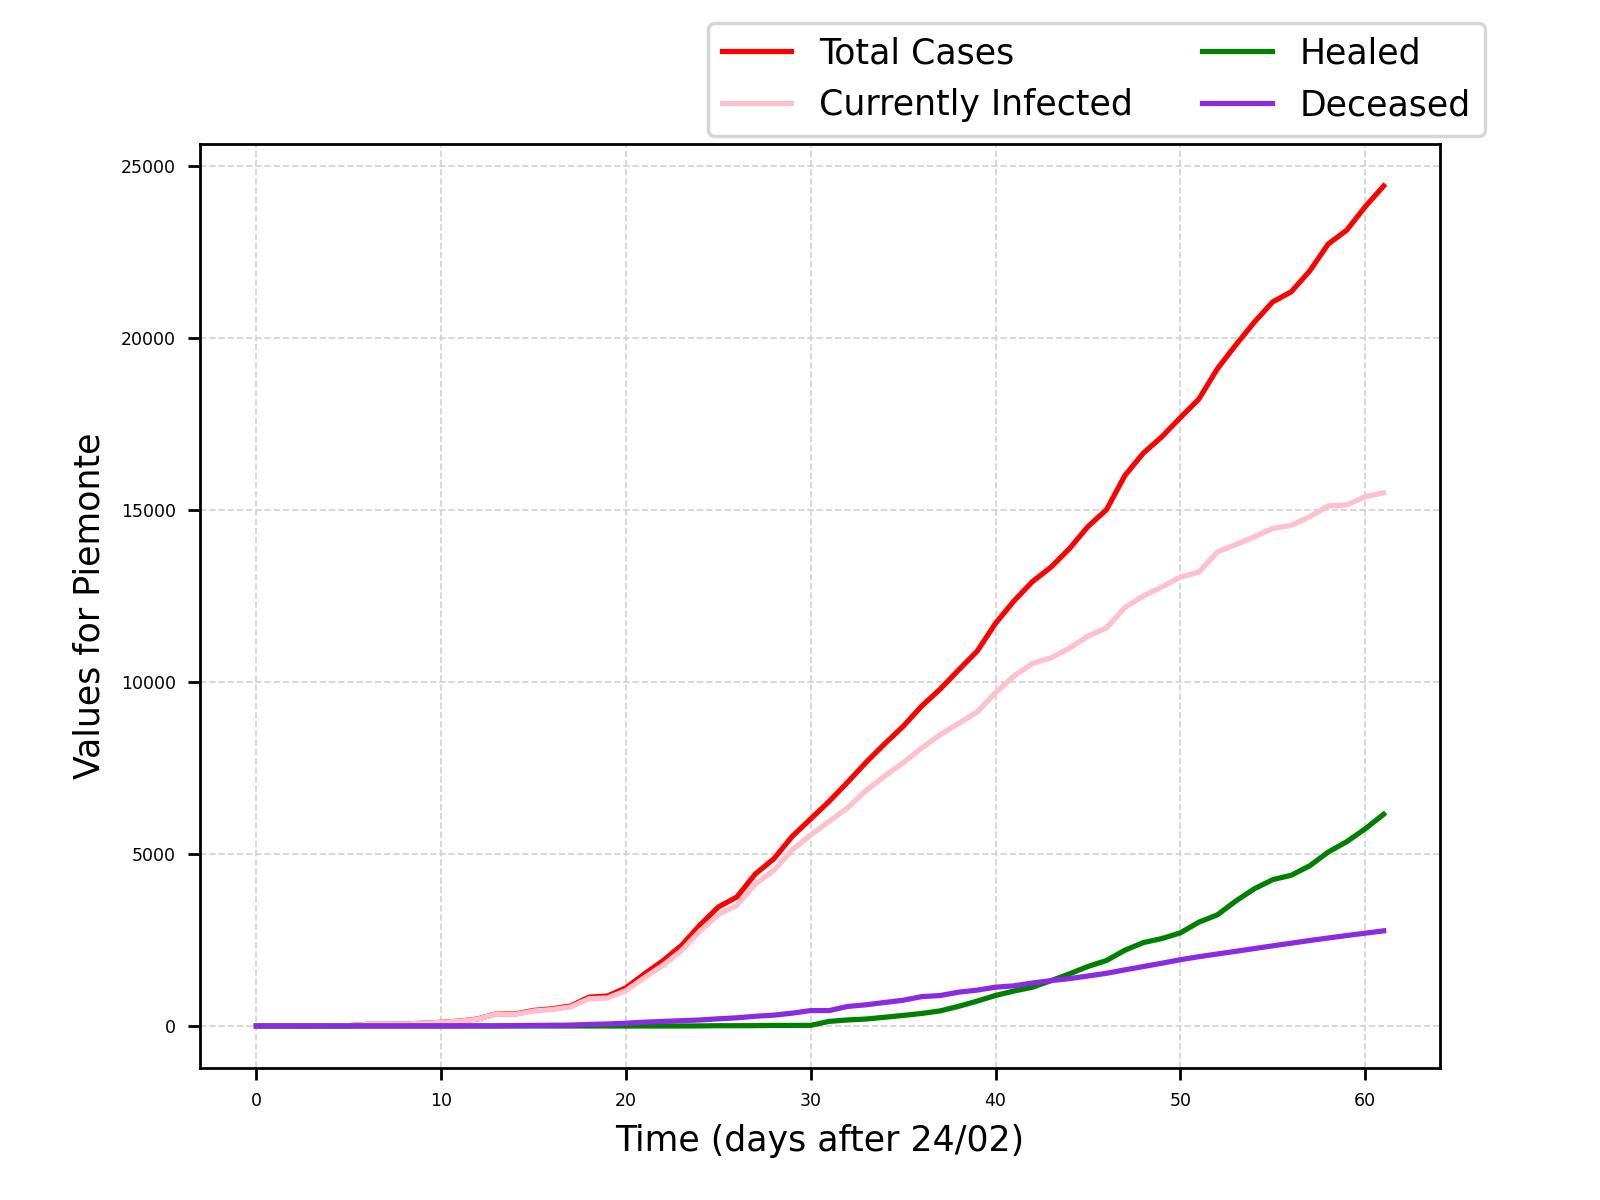 Total Cases
Currently Infected
Healed
Deceased
25000
20000
15000
10000
5000
0
Values for Piemonte
0 10 20 30 40 50 60
Time (days after 24/02)